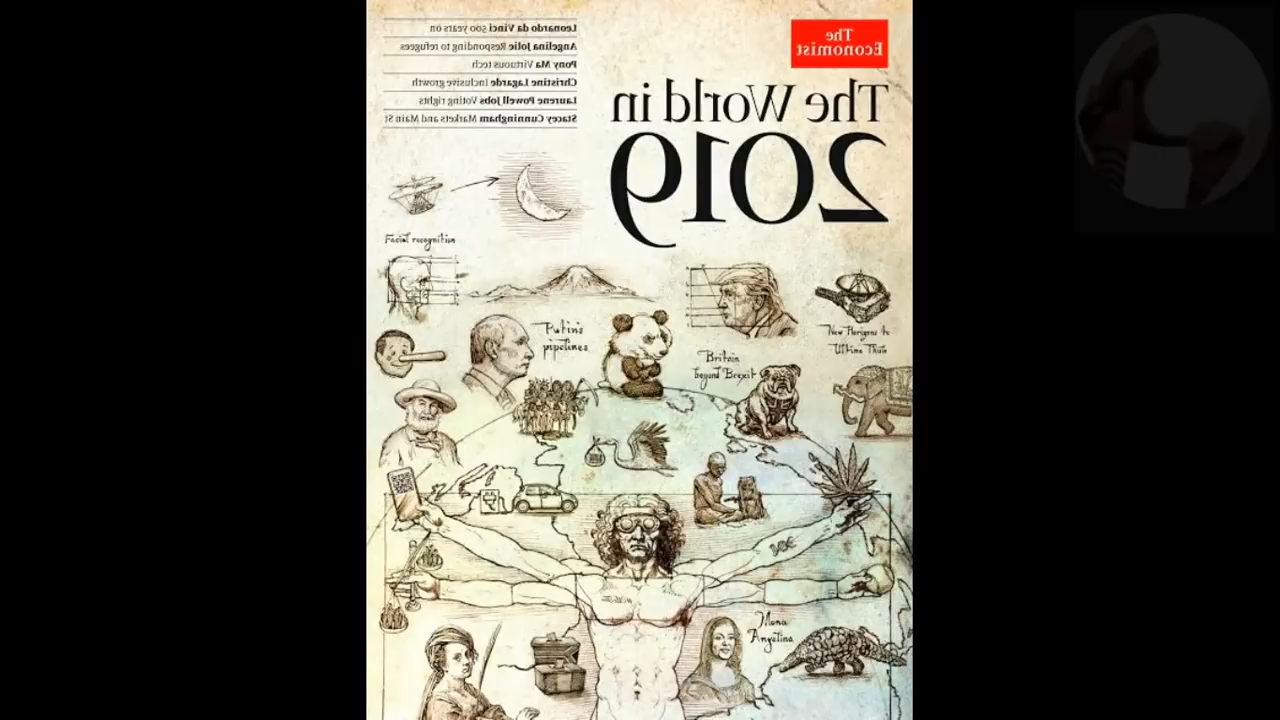 The
Economist
The World in
2019
Leonardo da Vinci 500 years on
Angelina Jolie Responding to refugees
Pony Ma Virtuous tech
Christine Lagarde Inclusive growth
Laurene Powell Jobs Voting rights
Stacey Cunningham Markets and Main St
Facial recognition
Putin's
pipelines
Britain
beyond Brexit
New Horizons to
Ultima Thule
Mona
Angelina